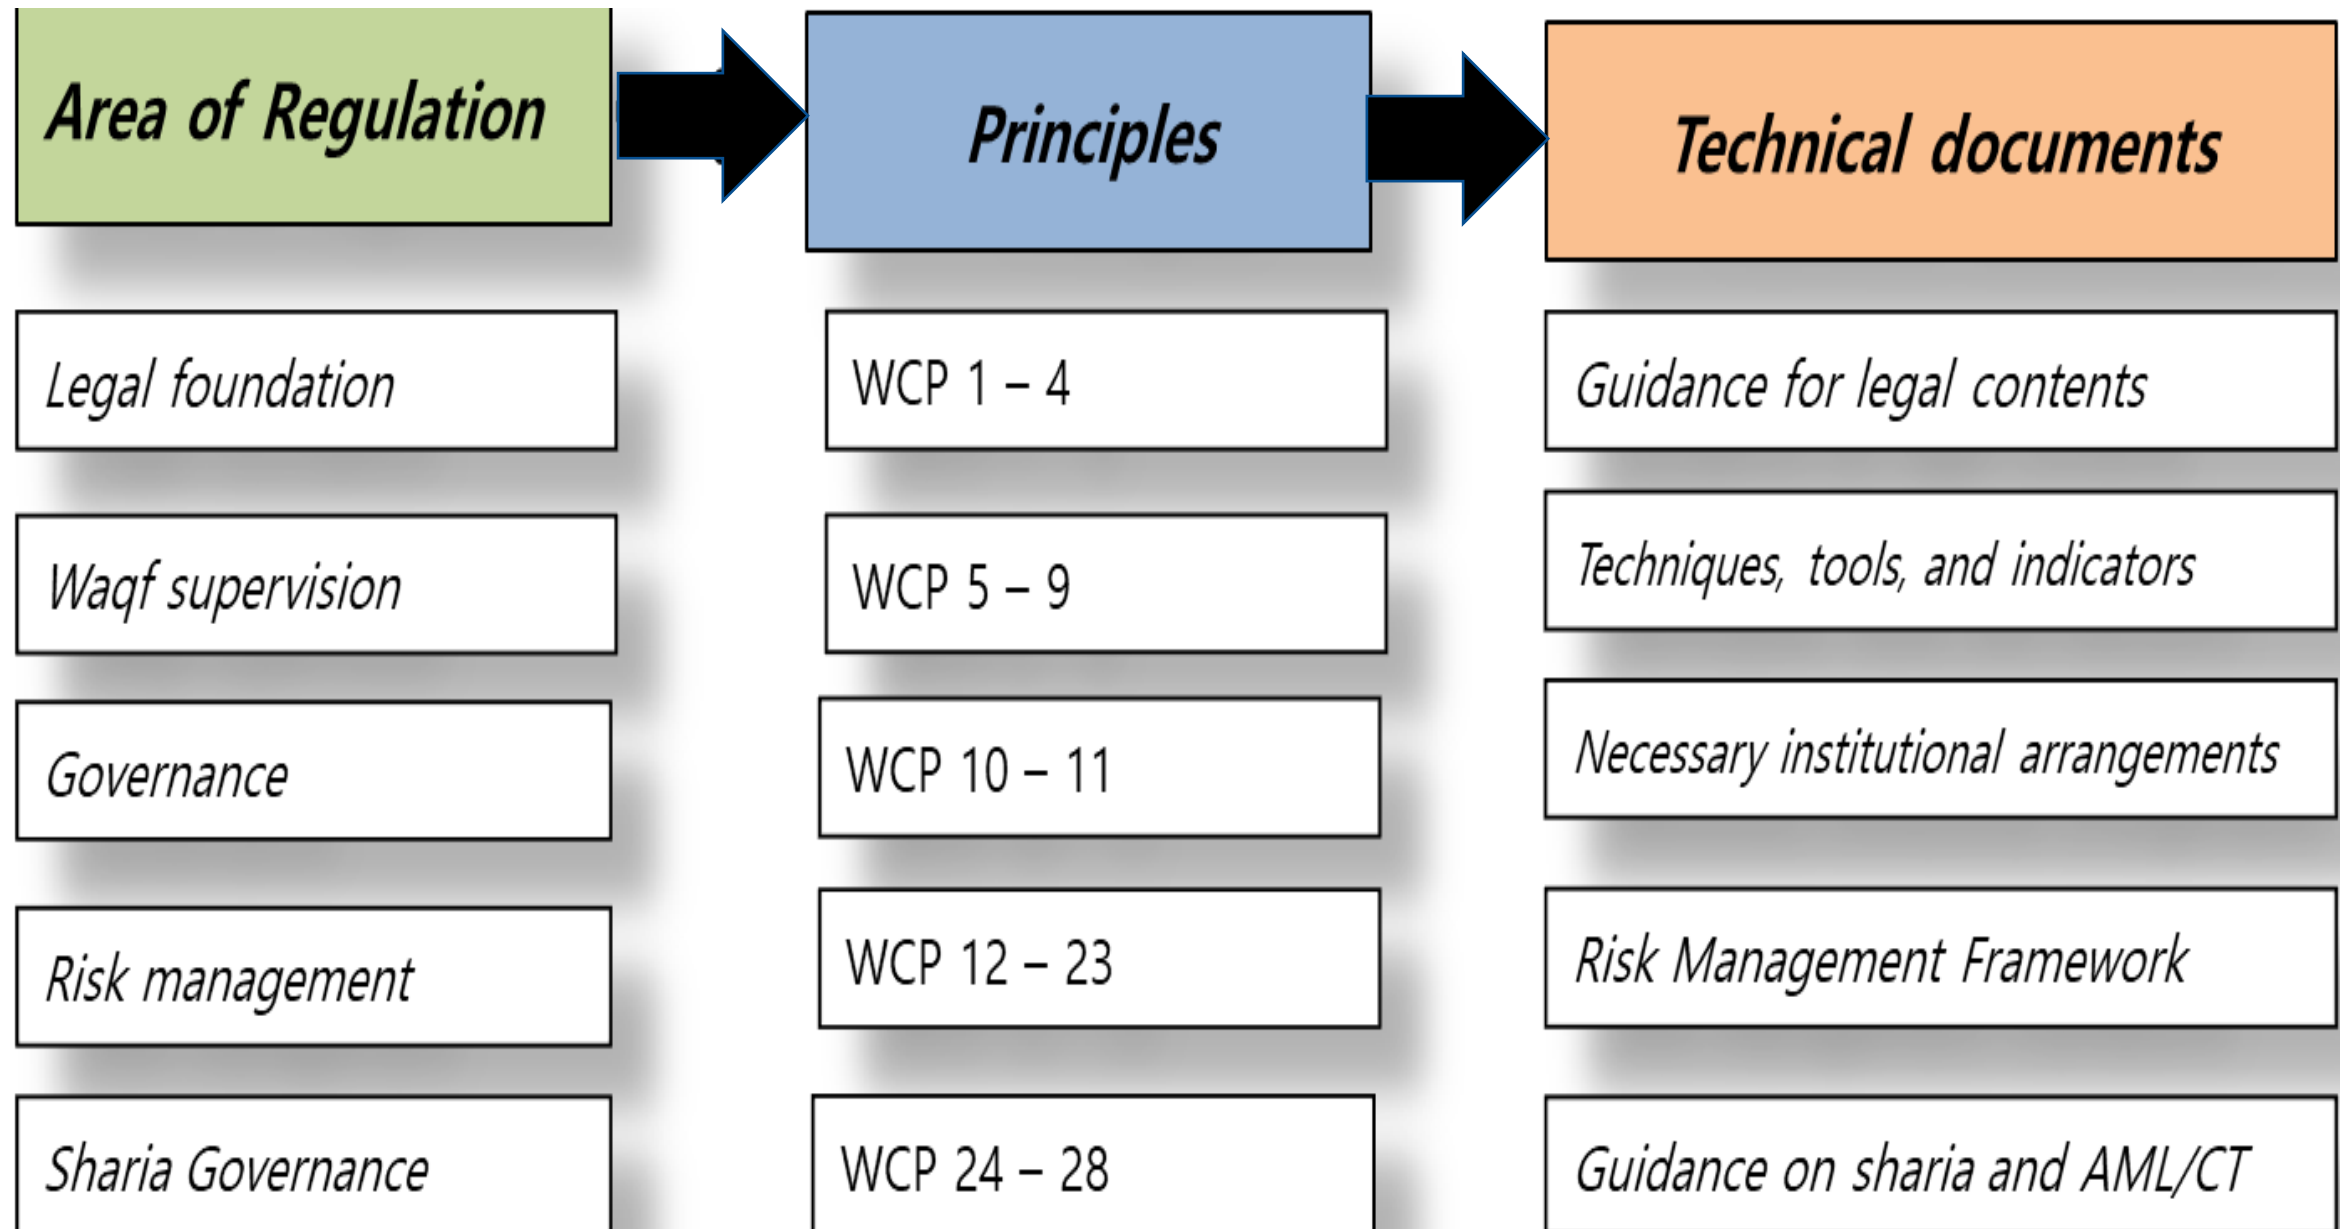 Area of Regulation
Principles
Technical documents
Legal foundation
WCP 1 – 4
Guidance for legal contents
Waqf supervision
WCP 5 – 9
Techniques, tools, and indicators
Governance
WCP 10 – 11
Necessary institutional arrangements
Risk management
WCP 12 – 23
Risk Management Framework
Sharia Governance
WCP 24 – 28
Guidance on sharia and AML/CT